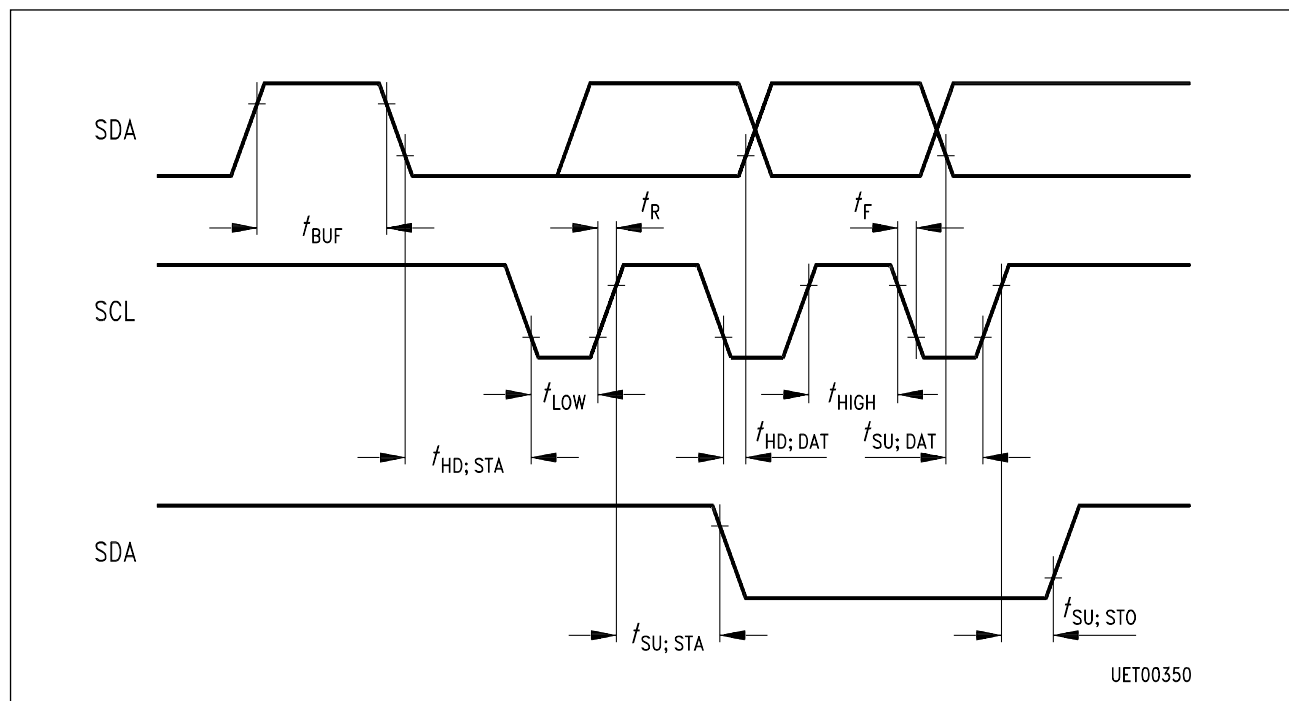 SDA
tR
tF
tBUF
SCL
tLOW
tHIGH
tHD; DAT
tSU; DAT
tHD; STA
SDA
tSU; STA
tSU; STO
UET00350